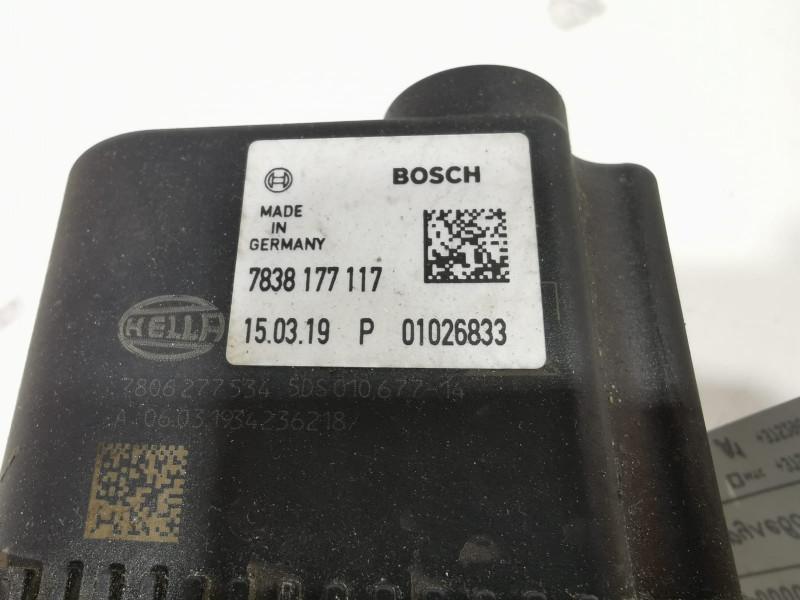 BOSCH
MADE
IN
GERMANY
7838 177 117
15.03.19 P 01026833
HELLA
7806 277 534 5DS 010 677-14
A 06.03.1934236218/